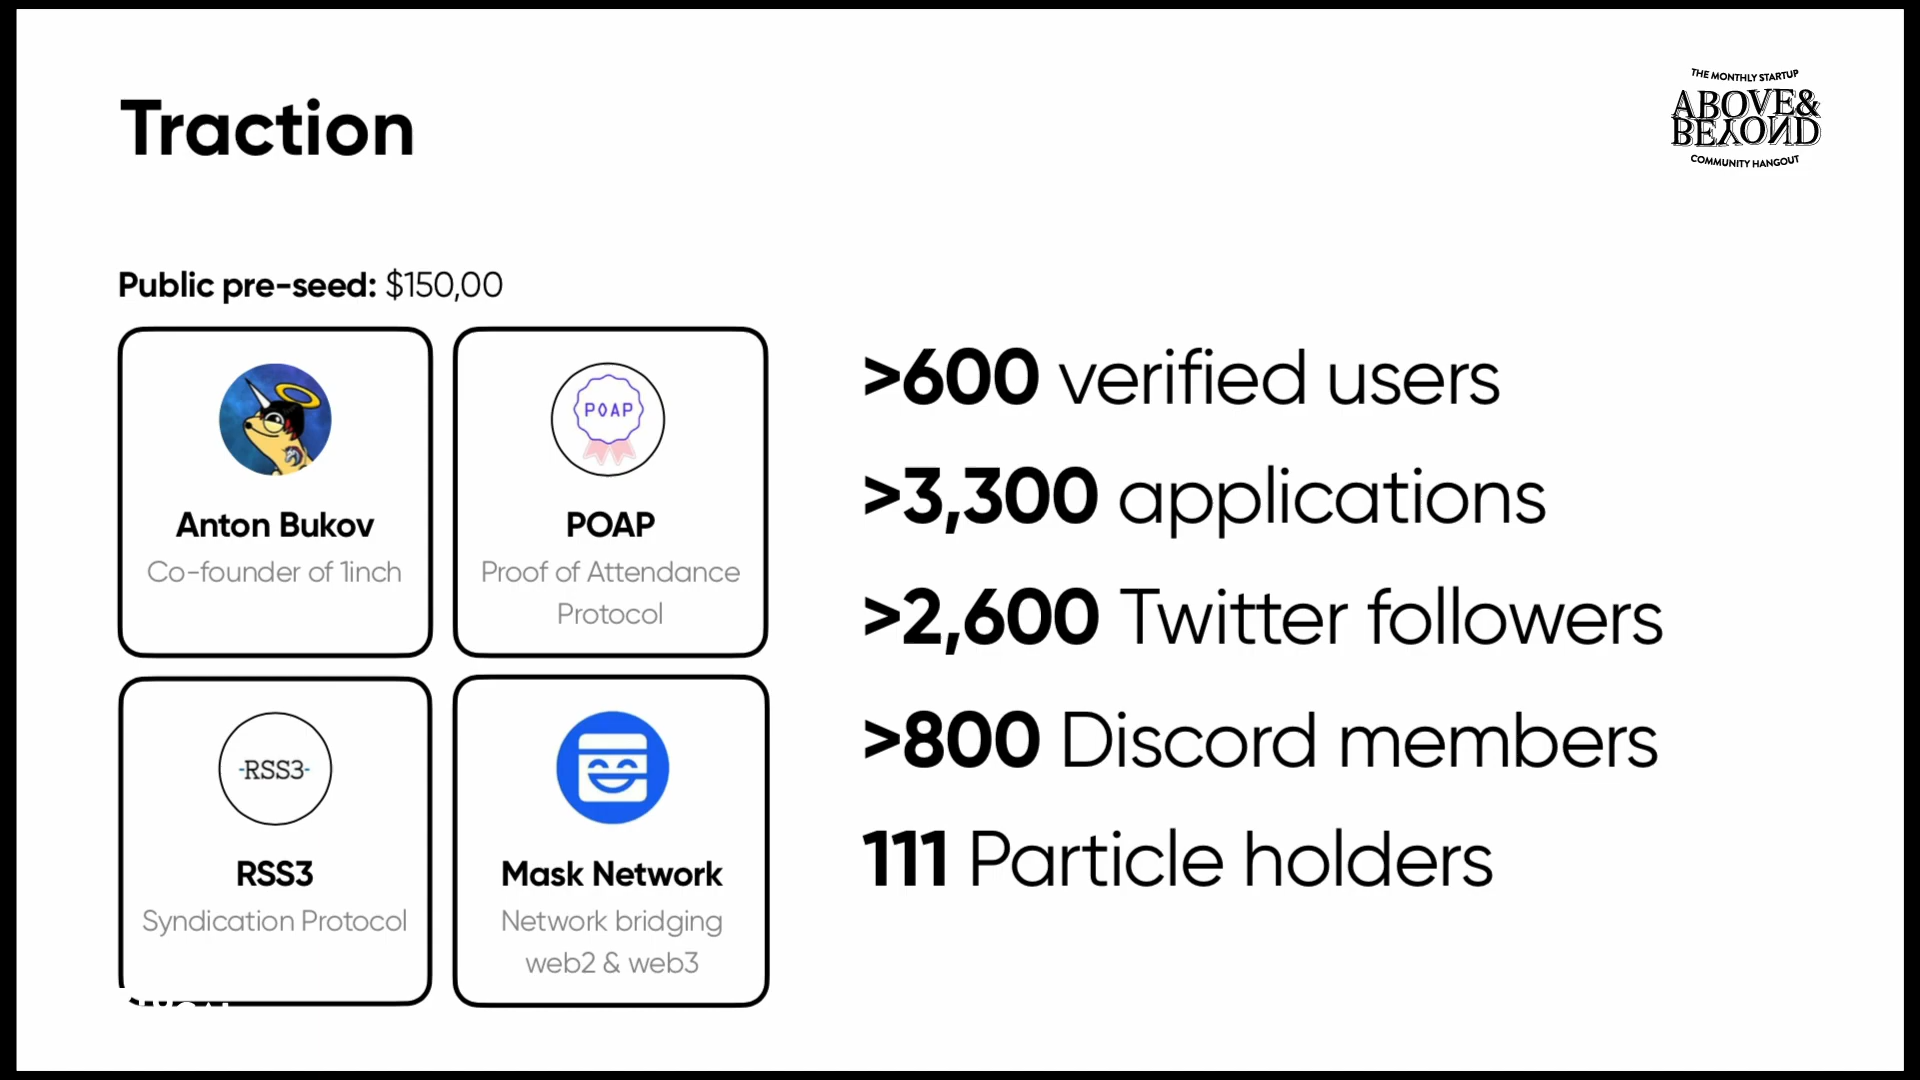 Traction
THE MONTHLY STARTUP
ABOVE&
BEYOND
COMMUNITY HANGOUT
Public pre-seed: $150,00
POAP
Anton Bukov
Co-founder of 1inch
POAP
Proof of Attendance
Protocol
-RSS3-
RSS3
Syndication Protocol
Mask Network
Network bridging
web2 & web3
>600 verified users
>3,300 applications
>2,600 Twitter followers
>800 Discord members
111 Particle holders